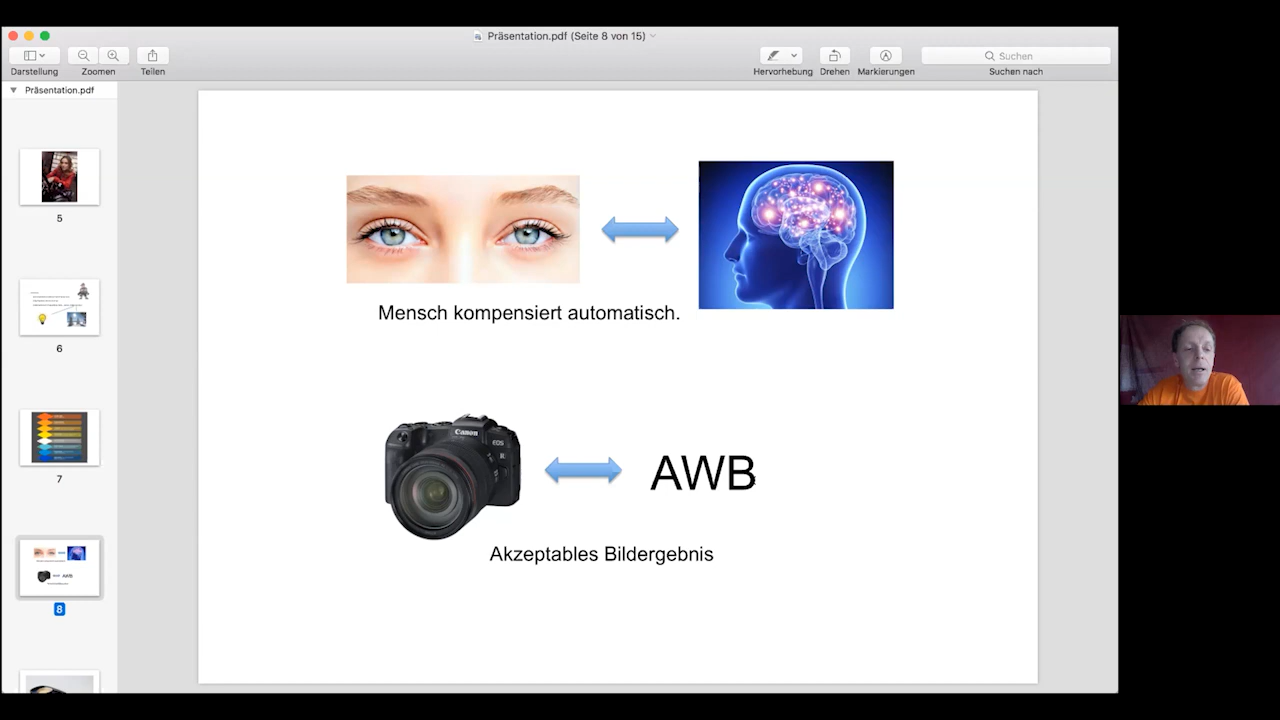 Präsentation.pdf (Seite 8 von 15)
Darstellung
Zoomen
Teilen
Hervorhebung
Drehen
Markierungen
Suchen
Suchen nach
Präsentation.pdf
5
6
7
8
Mensch kompensiert automatisch.
Canon
EOS
R
AWB
Akzeptables Bildergebnis